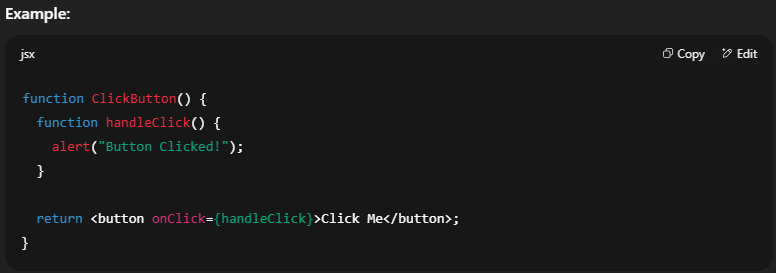 Example:
jsx
Copy
Edit
function ClickButton() {
  function handleClick() {
    alert("Button Clicked!");
  }
  return <button onClick={handleClick}>Click Me</button>;
}